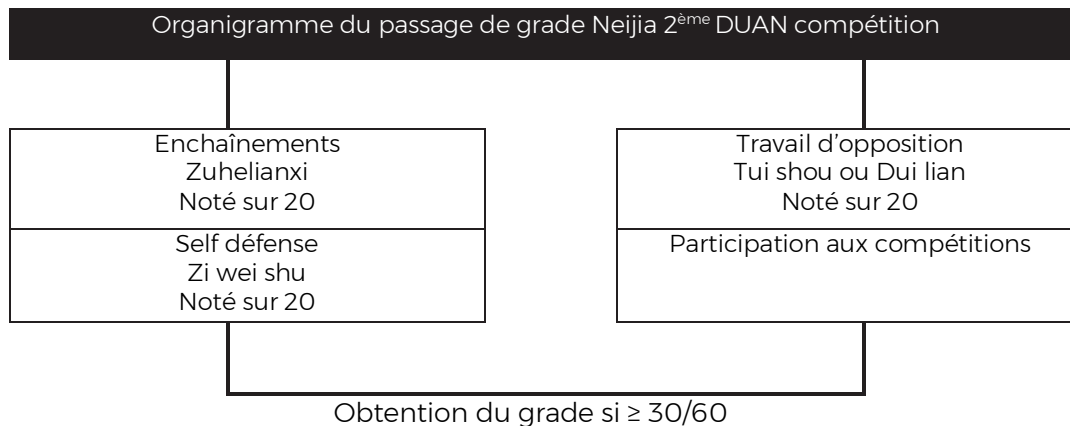 Organigramme du passage de grade Neijia 2ème DUAN compétition
Enchaînements
Zuhelianxi
Noté sur 20
Self défense
Zi wei shu
Noté sur 20
Travail d'opposition
Tui shou ou Dui lian
Noté sur 20
Participation aux compétitions
Obtention du grade si ≥ 30/60